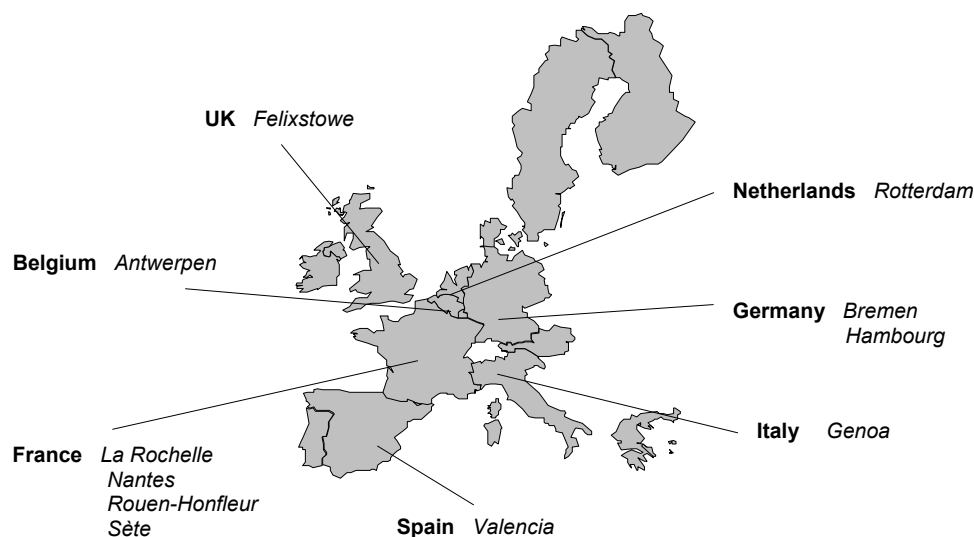 UK Felixstowe
Netherlands Rotterdam
Belgium Antwerpen
Germany Bremen
Hambourg
Italy Genoa
France La Rochelle
Nantes
Rouen-Honfleur
Sète
Spain Valencia